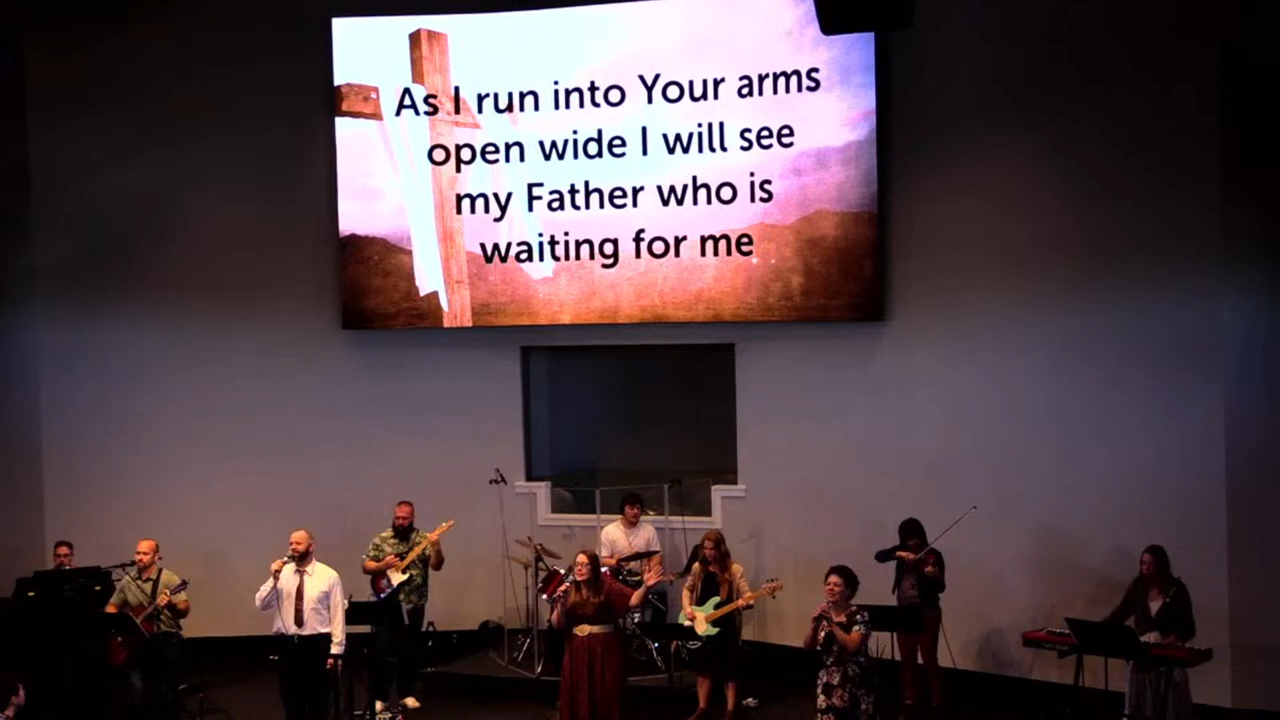 As I run into Your arms
open wide I will see
my Father who is
waiting for me